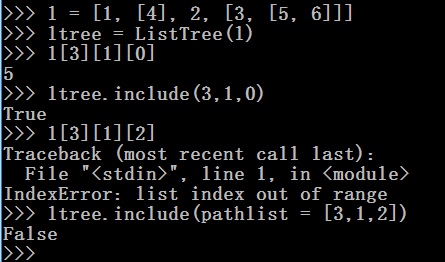 >>> l = [1, [4], 2, [3, [5, 6]]]
>>> ltree = ListTree(l)
>>> l[3][1][0]
5
>>> ltree.include(3,1,0)
True
>>> l[3][1][2]
Traceback (most recent call last):
  File "<stdin>", line 1, in <module>
IndexError: list index out of range
>>> ltree.include(pathlist = [3,1,2])
False
>>>